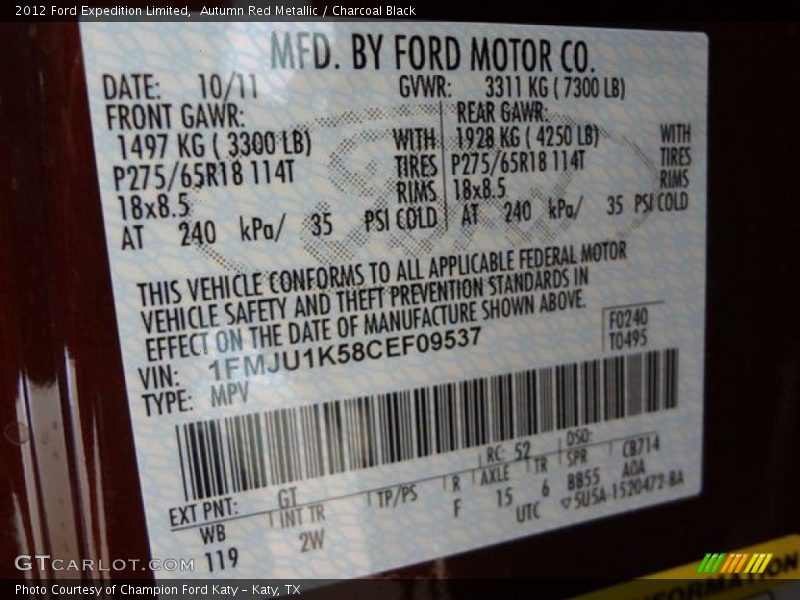 2012 Ford Expedition Limited, Autumn Red Metallic / Charcoal Black
MFD. BY FORD MOTOR CO.
DATE: 10/11 GVWR: 3311 KG ( 7300 LB)
FRONT GAWR: REAR GAWR:
1497 KG ( 3300 LB) WITH 1928 KG ( 4250 LB) WITH
P275/65R18 114T TIRES P275/65R18 114T TIRES
18x8.5 RIMS 18x8.5 RIMS
AT 240 kPa/ 35 PSI COLD AT 240 kPa/ 35 PSI COLD
THIS VEHICLE CONFORMS TO ALL APPLICABLE FEDERAL MOTOR
VEHICLE SAFETY AND THEFT PREVENTION STANDARDS IN
EFFECT ON THE DATE OF MANUFACTURE SHOWN ABOVE.
VIN: 1FMJU1K58CEF09537 F0240
TYPE: MPV T0495
RC: 52 DSO:
EXT PNT: GT TP/PS R AXLE TR SPR CB714
WB INT TR F 15 6 BB55 AOA
119 2W UTC ▽5U5A-1520472-BA
GTCARCOM.COM
INFORMATION
Photo Courtesy of Champion Ford Katy – Katy, TX